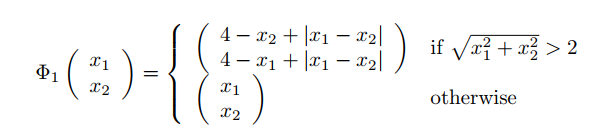 Φ₁ ( x₁ x₂ ) = { ( 4 − x₂ + |x₁ − x₂| 4 − x₁ + |x₁ − x₂| ) if √(x₁² + x₂²) > 2
( x₁ x₂ ) otherwise